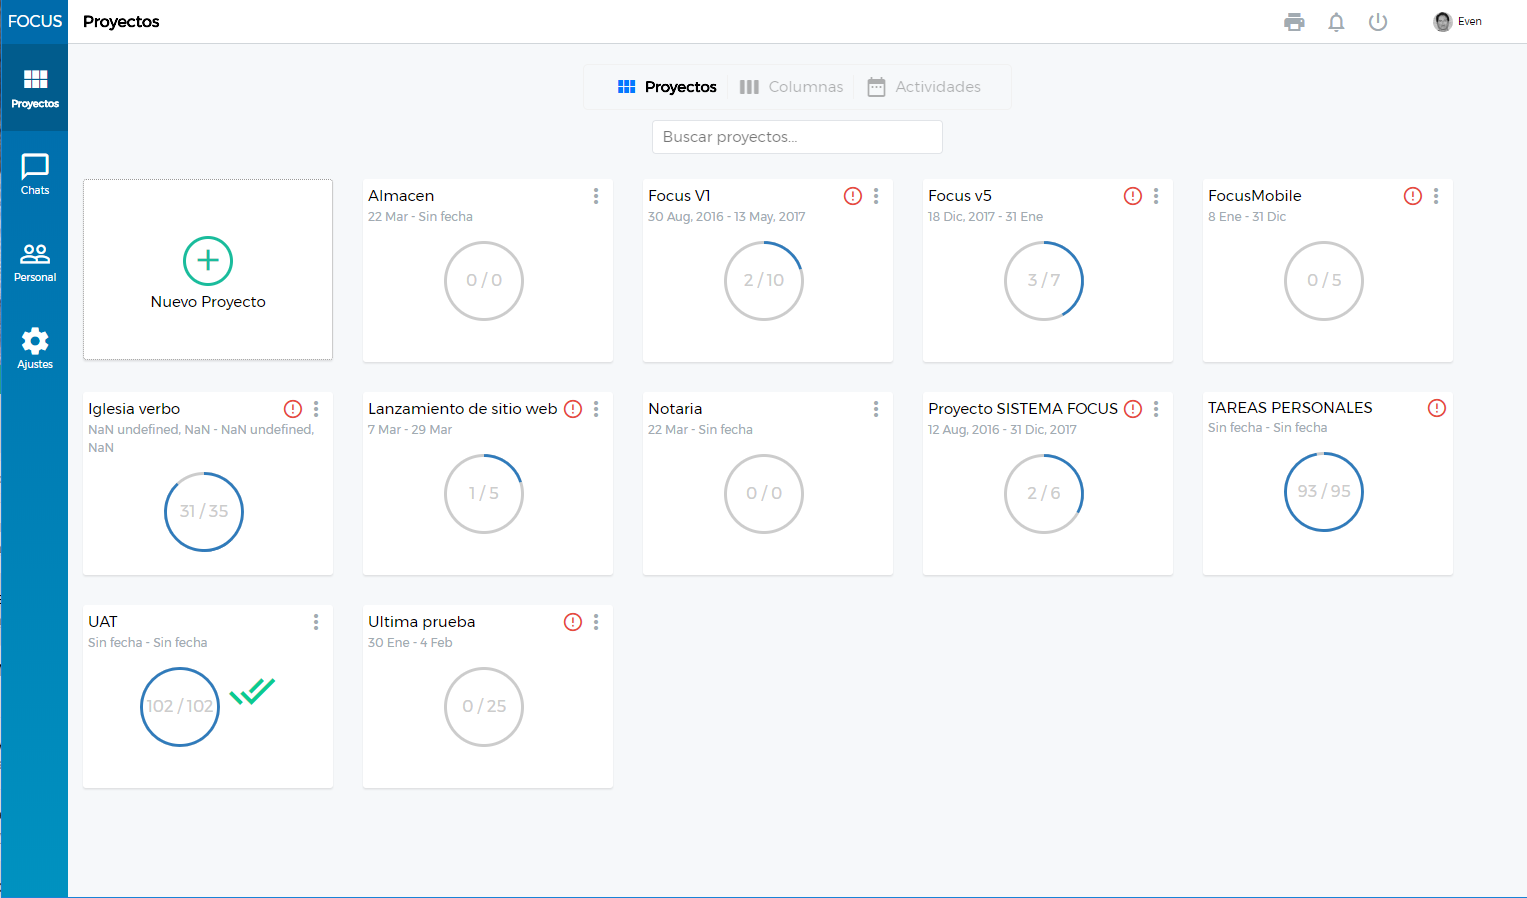 FOCUS
Proyectos
Even
Proyectos
Chats
Personal
Ajustes
Proyectos
Columnas
Actividades
Buscar proyectos...
Nuevo Proyecto
Almacen
22 Mar - Sin fecha
0 / 0
Focus V1
30 Aug, 2016 - 13 May, 2017
2 / 10
Focus v5
18 Dic, 2017 - 31 Ene
3 / 7
FocusMobile
8 Ene - 31 Dic
0 / 5
Iglesia verbo
NaN undefined, NaN - NaN undefined,
NaN
31 / 35
Lanzamiento de sitio web
7 Mar - 29 Mar
1 / 5
Notaria
22 Mar - Sin fecha
0 / 0
Proyecto SISTEMA FOCUS
12 Aug, 2016 - 31 Dic, 2017
2 / 6
TAREAS PERSONALES
Sin fecha - Sin fecha
93 / 95
UAT
Sin fecha - Sin fecha
102 / 102
Ultima prueba
30 Ene - 4 Feb
0 / 25